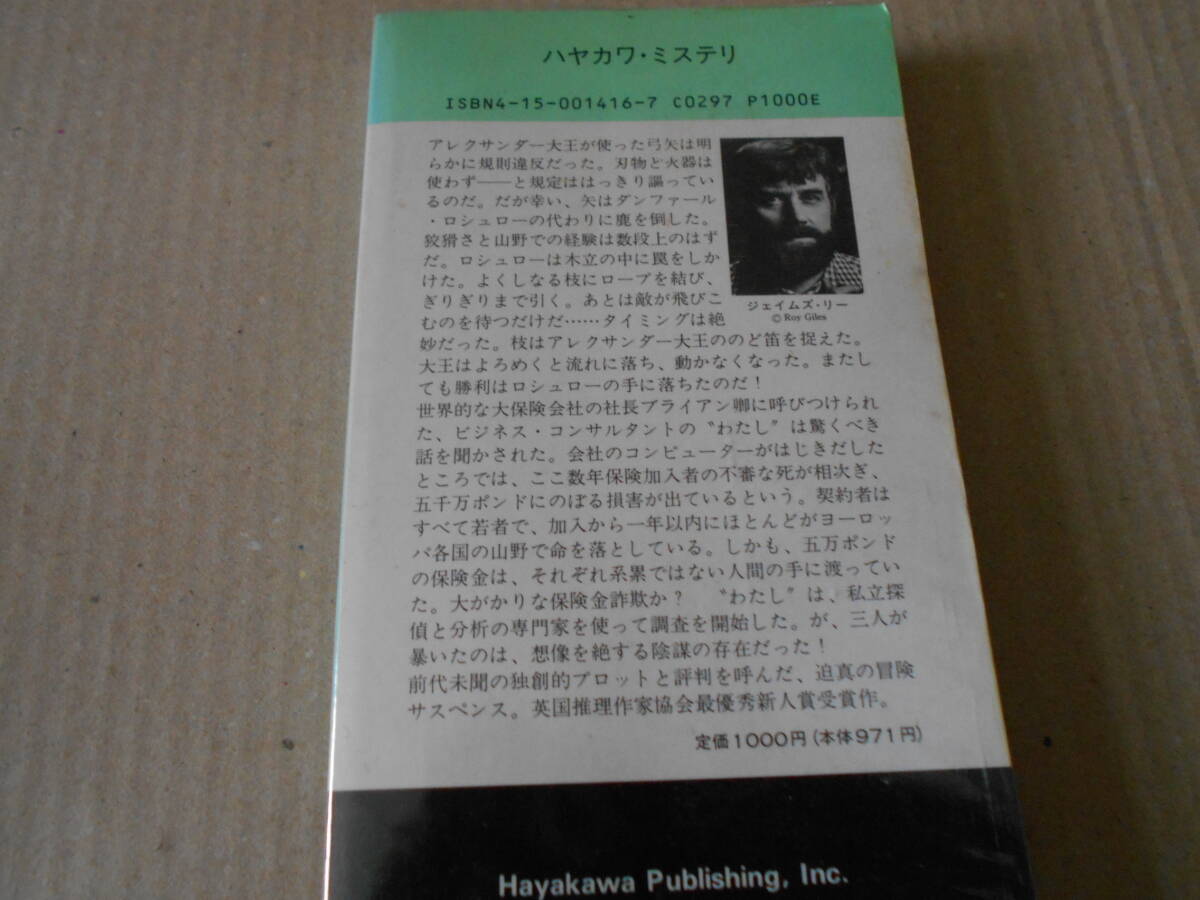 ハヤカワ・ミステリ
ISBN4-15-001416-7 C0297 P1000E
アレクサンダー大王が使った弓矢は明
らかに規則違反だった。刃物と火器は
使わず──と規定ははっきり謳ってい
るのだ。だが幸い、矢はダンファール
・ロシュローの代わりに鹿を倒した。
狡猾さと山野での経験は数段上のはず
だ。ロシュローは木立の中に罠をしか
けた。よくしなる枝にロープを結び、
ぎりぎりまで引く。あとは敵が飛びこ
むのを待つだけだ……タイミングは絶
妙だった。枝はアレクサンダー大王ののど笛を捉えた。
大王はよろめくと流れに落ち、動かなくなった。またし
ても勝利はロシュローの手に落ちたのだ！
ジェイムズ・リー
© Roy Giles
世界的な大保険会社の社長ブライアン卿に呼びつけられ
た、ビジネス・コンサルタントの〝わたし〟は驚くべき
話を聞かされた。会社のコンピューターがはじきだした
ところでは、ここ数年保険加入者の不審な死が相次ぎ、
五千万ポンドにのぼる損害が出ているという。契約者は
すべて若者で、加入から一年以内にほとんどがヨーロッ
パ各国の山野で命を落としている。しかも、五万ポンド
の保険金は、それぞれ系累ではない人間の手に渡ってい
た。大がかりな保険金詐欺か？　〝わたし〟は、私立探
偵と分析の専門家を使って調査を開始した。が、三人が
暴いたのは、想像を絶する陰謀の存在だった！
前代未聞の独創的プロットと評判を呼んだ、迫真の冒険
サスペンス。英国推理作家協会最優秀新人賞受賞作。
定価1000円(本体971円)
Hayakawa Publishing, Inc.